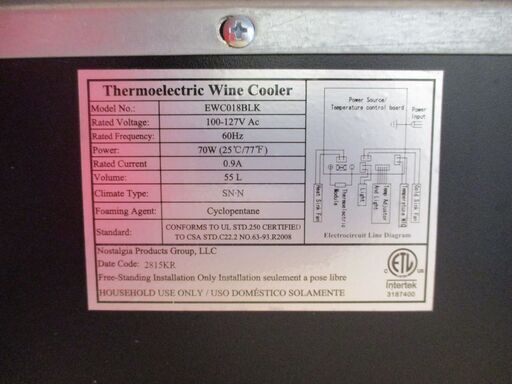 Thermoelectric Wine Cooler
Model No.: EWC018BLK
Rated Voltage: 100-127V Ac
Rated Frequency: 60Hz
Power: 70W (25℃/77℉)
Rated Current 0.9A
Volume: 55 L
Climate Type: SN-N
Foaming Agent: Cyclopentane
Standard: CONFORMS TO UL STD.250 CERTIFIED
TO CSA STD.C22.2 NO.63-93.R2008
Nostalgia Products Group, LLC
Date Code: 2815KR
Free-Standing Installation Only Installation seulement a pose libre
HOUSEHOLD USE ONLY / USO DOMÉSTICO SOLAMENTE
Power Source/
Temperature control board
Power
Input
Heat Sink Fan
Thermoelectric
Module
Light
Temp Adjustor
And Light
Temperature
Cold Sink Fan
Electrocircuit Line Diagram
ETL
C US
Intertek
3187400